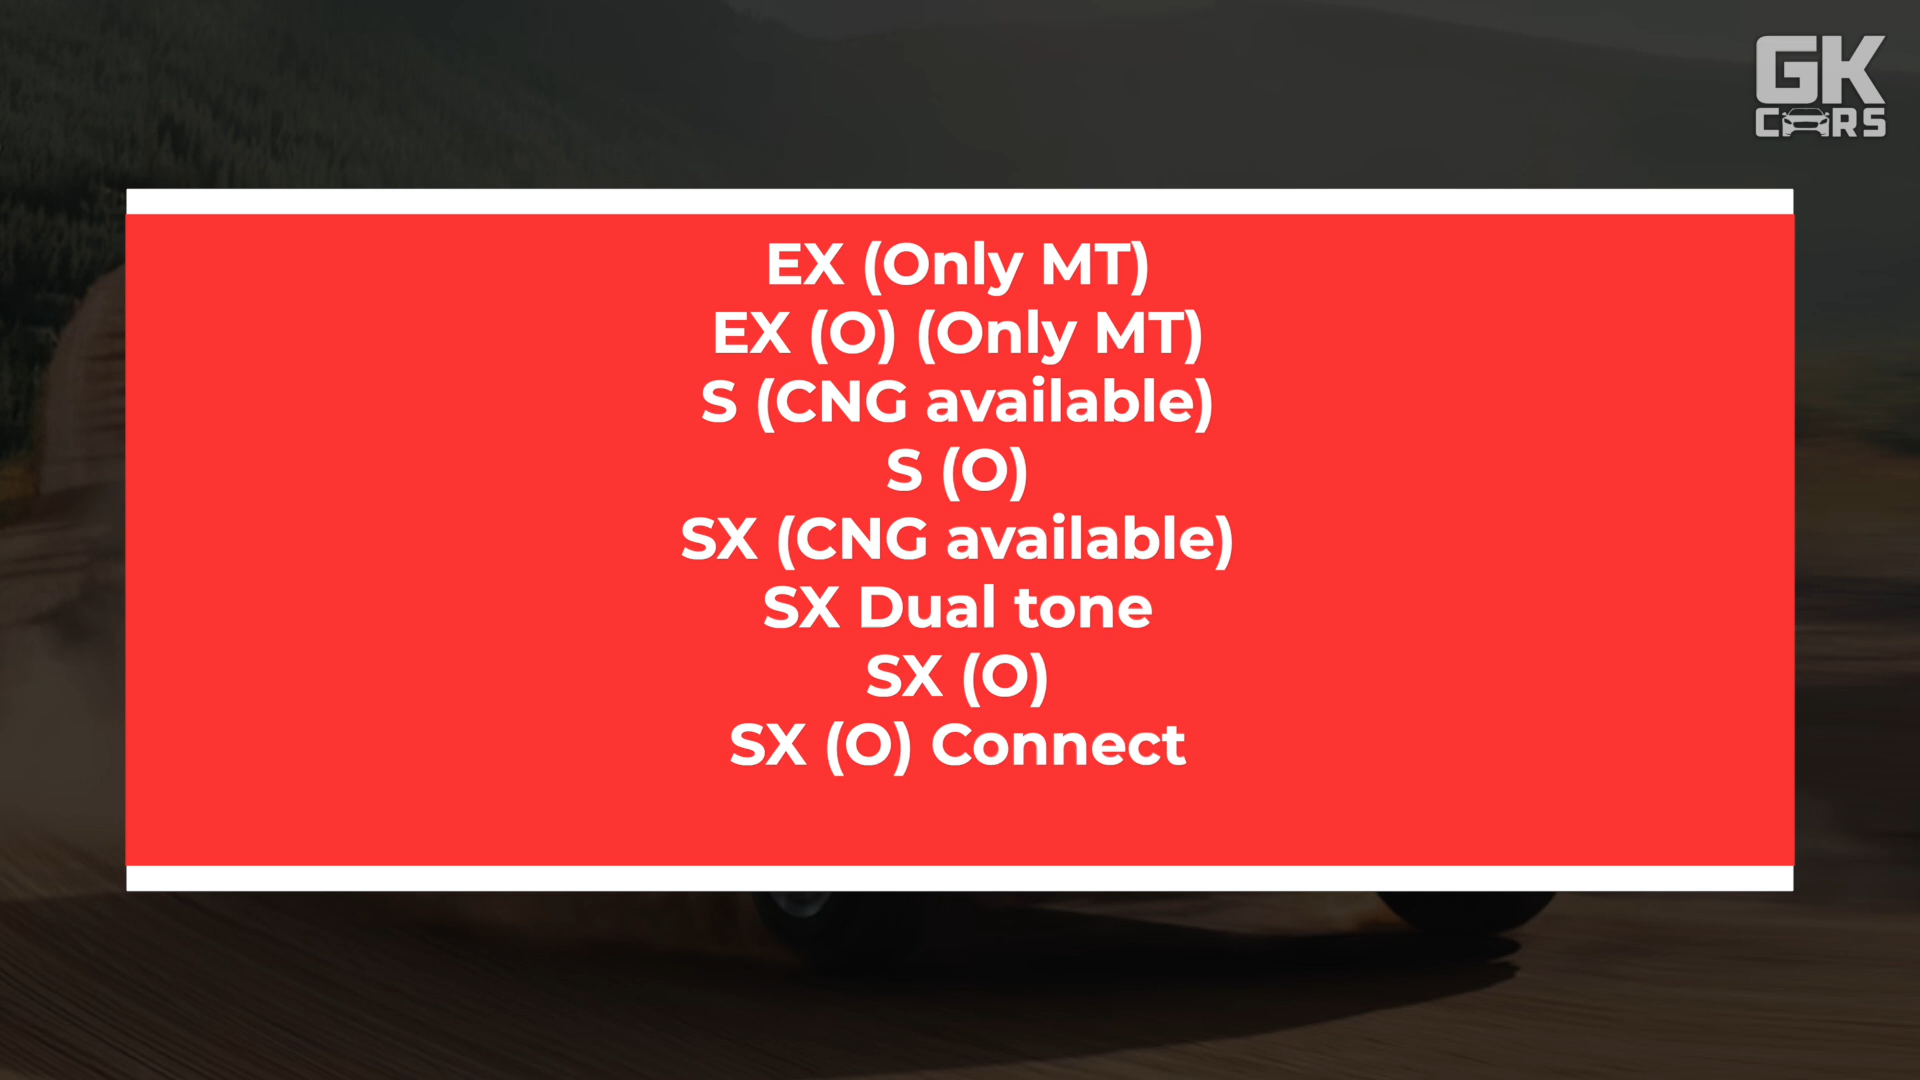 GK
CARS
EX (Only MT)
EX (O) (Only MT)
S (CNG available)
S (O)
SX (CNG available)
SX Dual tone
SX (O)
SX (O) Connect